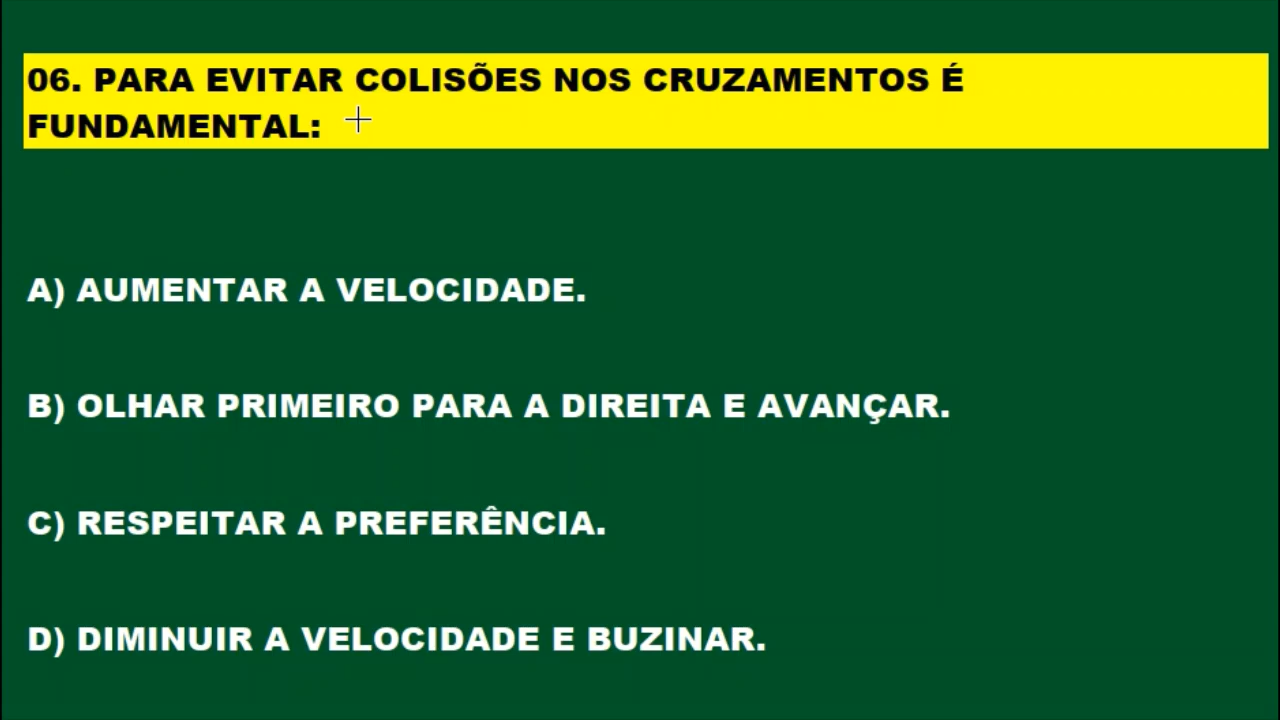 06. PARA EVITAR COLISÕES NOS CRUZAMENTOS É
FUNDAMENTAL:
A) AUMENTAR A VELOCIDADE.
B) OLHAR PRIMEIRO PARA A DIREITA E AVANÇAR.
C) RESPEITAR A PREFERÊNCIA.
D) DIMINUIR A VELOCIDADE E BUZINAR.